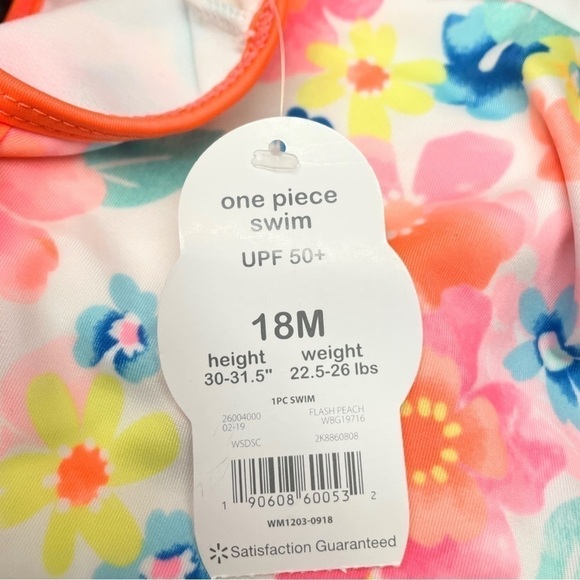 one piece
swim
UPF 50+
18M
height weight
30-31.5" 22.5-26 lbs
1PC SWIM
26004000 FLASH PEACH
02-19 WBG19716
WSDSC 2K8860808
1 90608 60053 2
WM1203-0918
Satisfaction Guaranteed